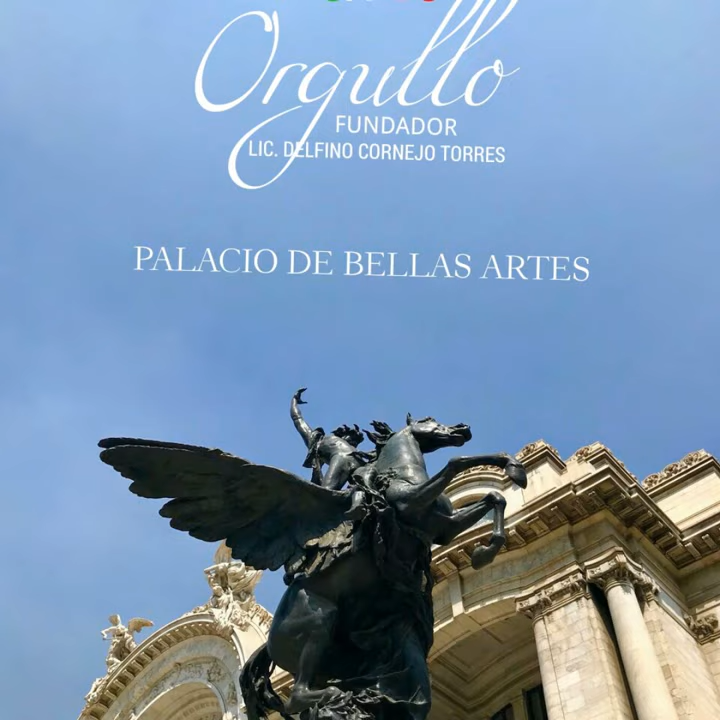 Orgullo
FUNDADOR
LIC. DELFINO CORNEJO TORRES
PALACIO DE BELLAS ARTES